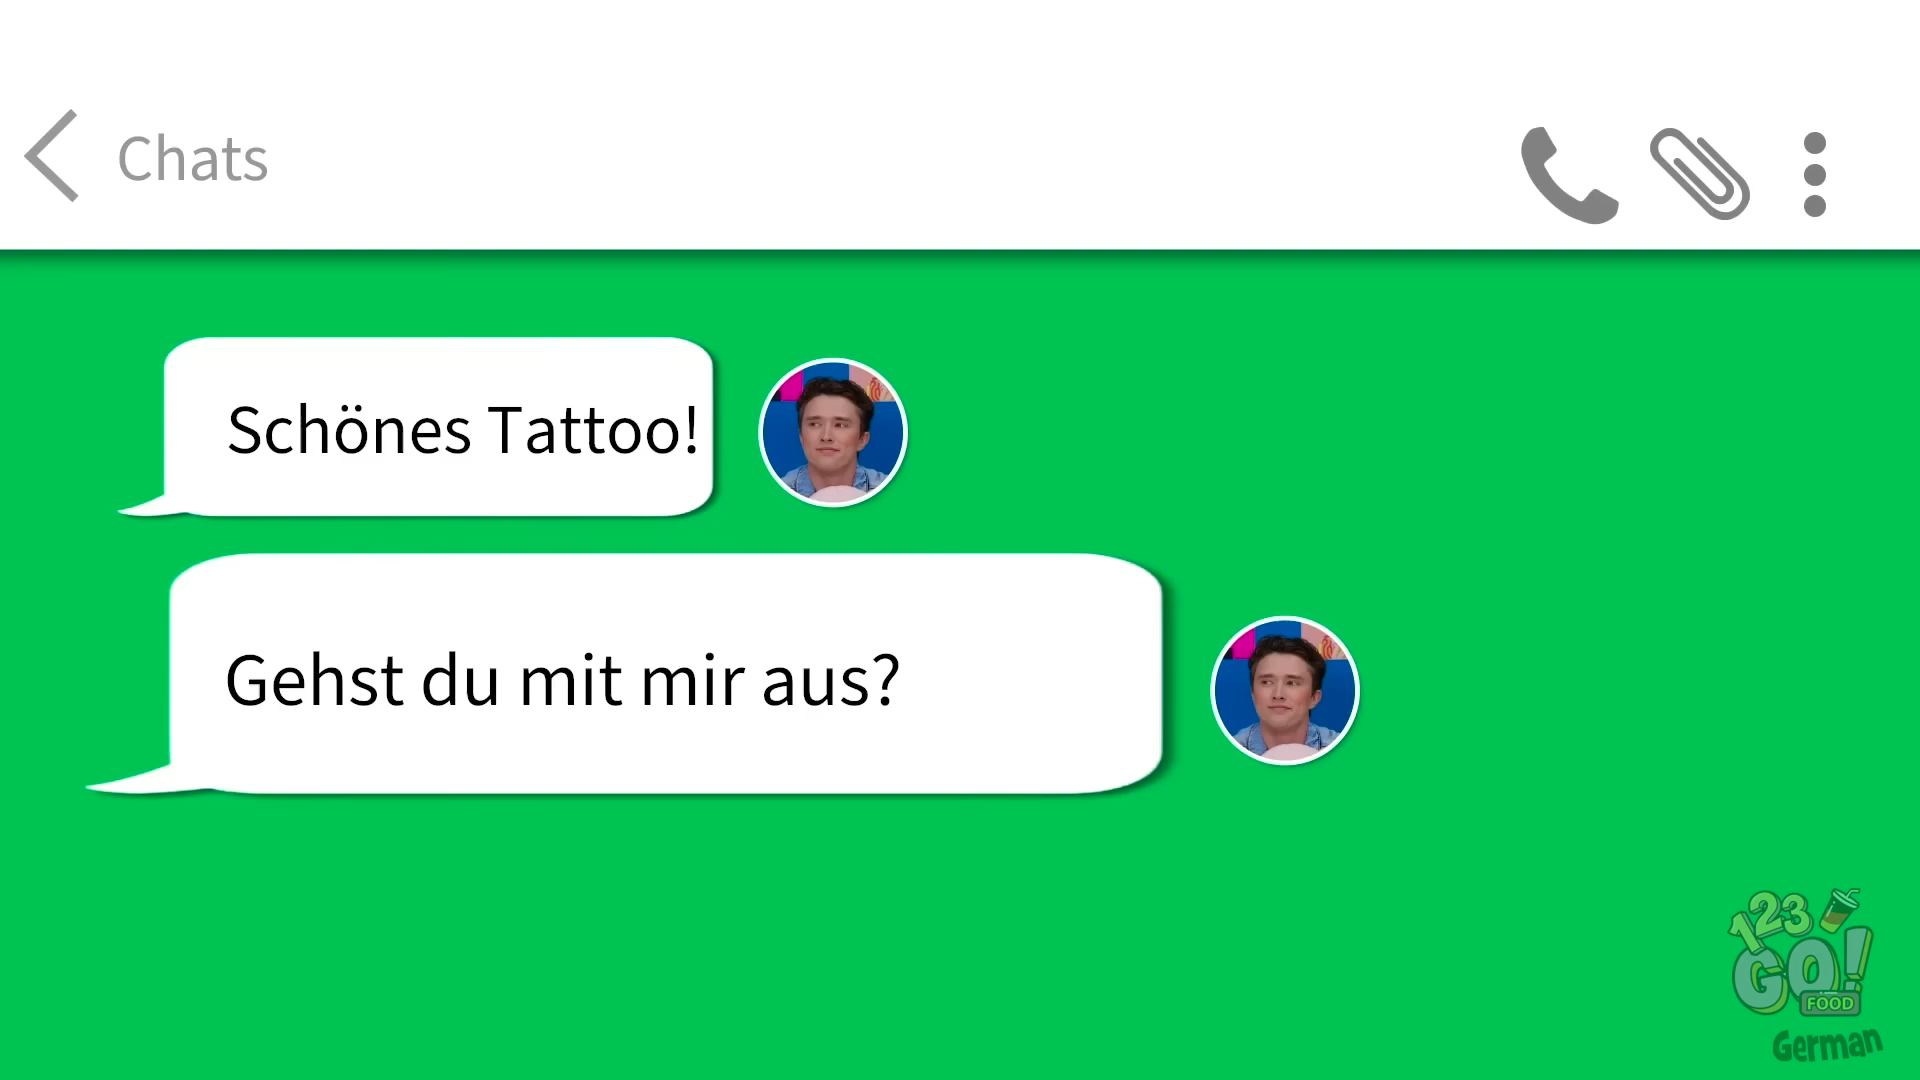 Chats
Schönes Tattoo!
Gehst du mit mir aus?
123
GO!
FOOD
German